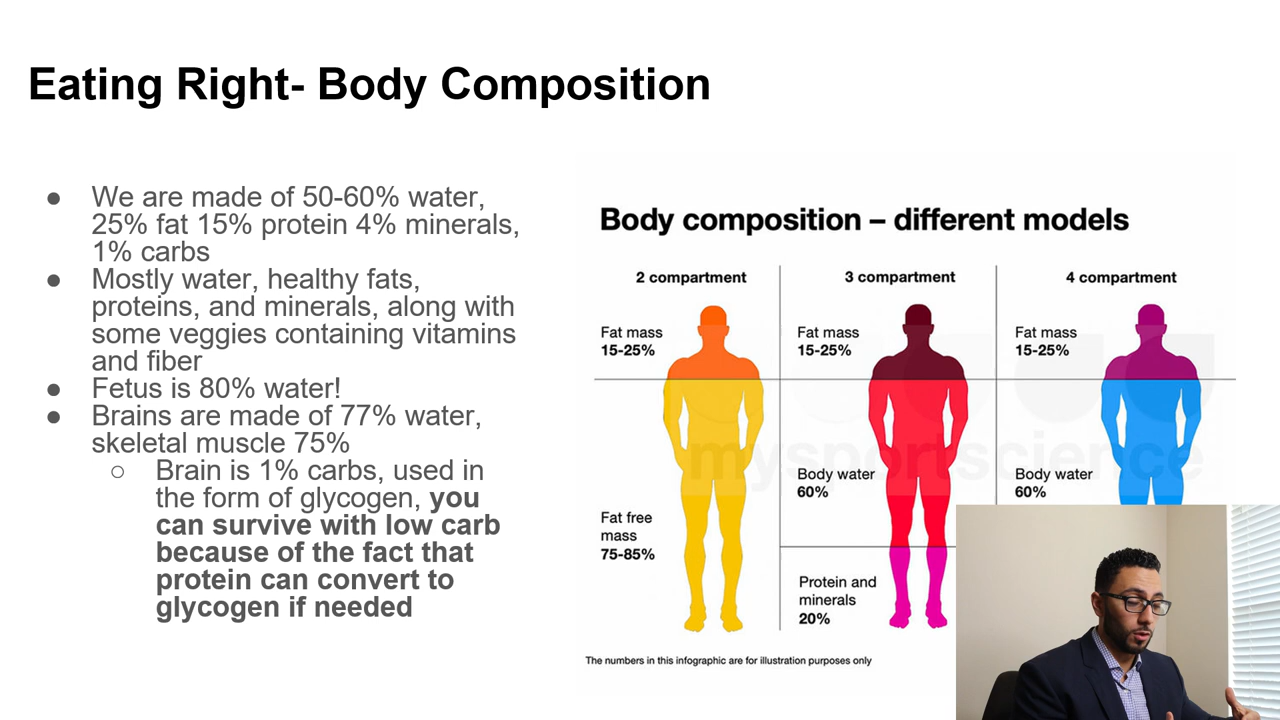 Eating Right- Body Composition
● We are made of 50-60% water,
25% fat 15% protein 4% minerals,
1% carbs
● Mostly water, healthy fats,
proteins, and minerals, along with
some veggies containing vitamins
and fiber
● Fetus is 80% water!
● Brains are made of 77% water,
skeletal muscle 75%
○ Brain is 1% carbs, used in
the form of glycogen, you
can survive with low carb
because of the fact that
protein can convert to
glycogen if needed
Body composition – different models
2 compartment
Fat mass
15-25%
Fat free
mass
75-85%
3 compartment
Fat mass
15-25%
Body water
60%
Protein and
minerals
20%
4 compartment
Fat mass
15-25%
Body water
60%
mysportscience
The numbers in this infographic are for illustration purposes only